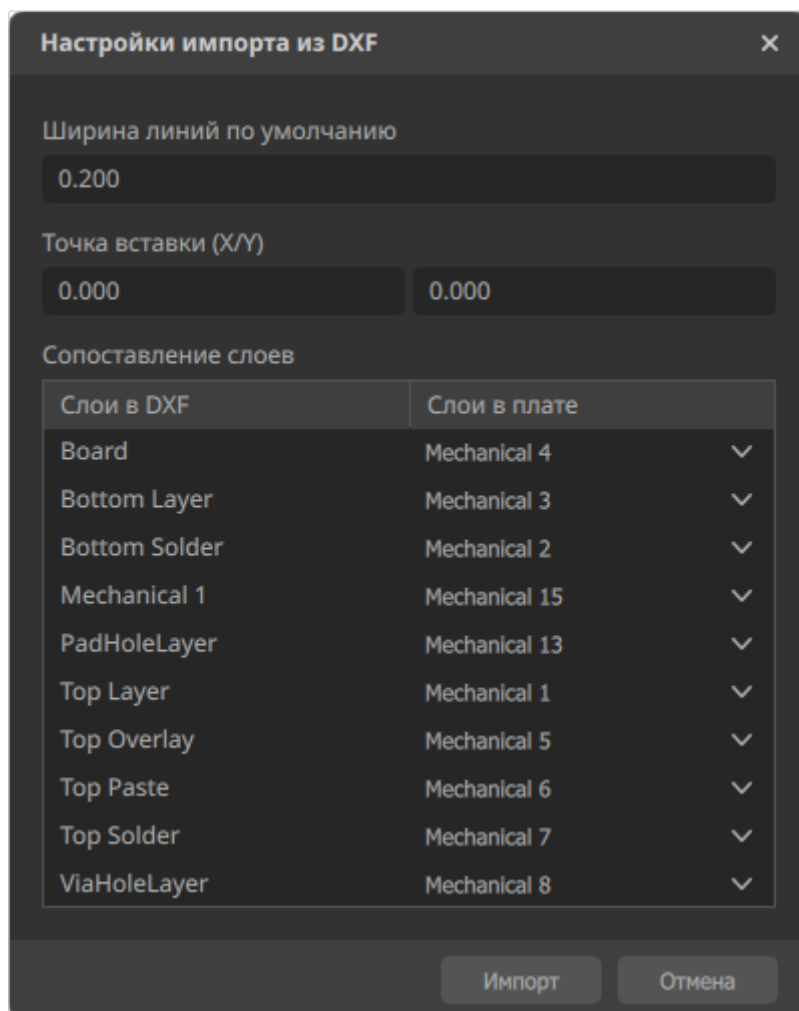 Настройки импорта из DXF
Ширина линий по умолчанию
0.200
Точка вставки (X/Y)
0.000 0.000
Сопоставление слоев
Слои в DXF Слои в плате
Board Mechanical 4
Bottom Layer Mechanical 3
Bottom Solder Mechanical 2
Mechanical 1 Mechanical 15
PadHoleLayer Mechanical 13
Top Layer Mechanical 1
Top Overlay Mechanical 5
Top Paste Mechanical 6
Top Solder Mechanical 7
ViaHoleLayer Mechanical 8
Импорт Отмена